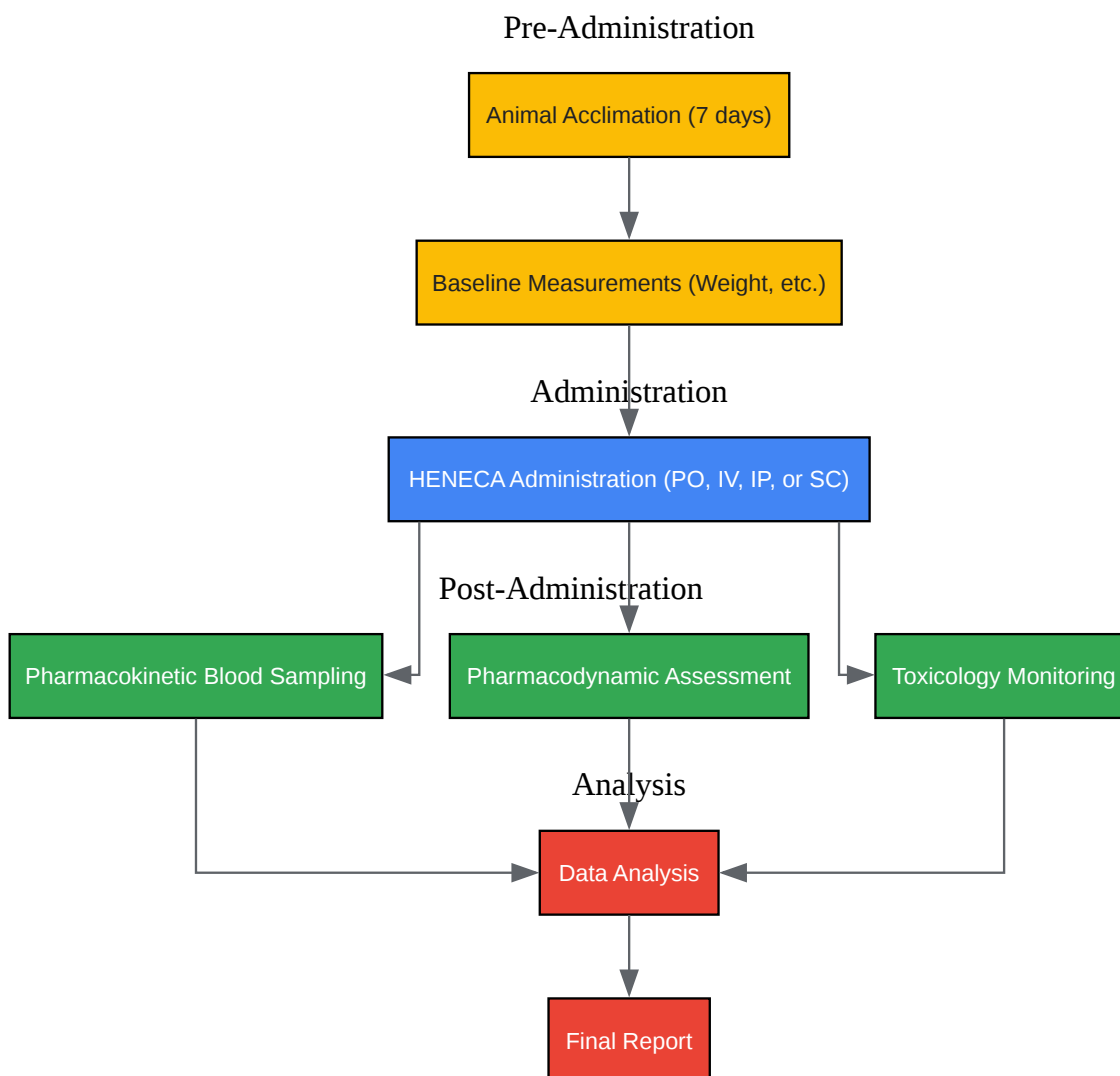 Pre-Administration
Animal Acclimation (7 days)
Baseline Measurements (Weight, etc.)
Administration
HENECA Administration (PO, IV, IP, or SC)
Post-Administration
Pharmacokinetic Blood Sampling
Pharmacodynamic Assessment
Toxicology Monitoring
Analysis
Data Analysis
Final Report